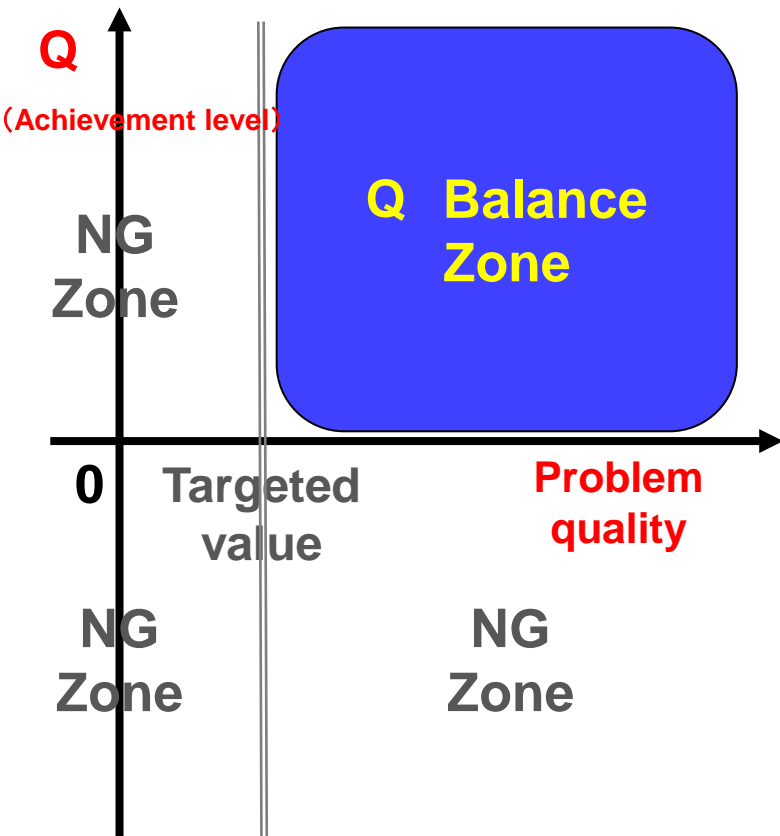 Q
（Achievement level）
Q Balance
Zone
NG
Zone
0
Targeted
value
Problem
quality
NG
Zone
NG
Zone